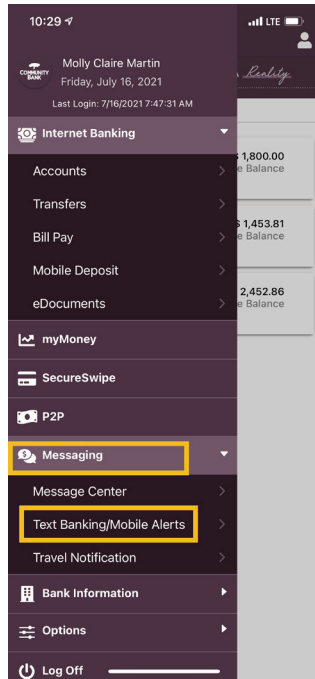 10:29
LTE
COMMUNITY
BANK
Molly Claire Martin
Friday, July 16, 2021
Last Login: 7/16/2021 7:47:31 AM
Reality
Internet Banking
1,800.00
e Balance
Accounts
Transfers
$ 1,453.81
e Balance
Bill Pay
Mobile Deposit
2,452.86
e Balance
eDocuments
myMoney
SecureSwipe
P2P
Messaging
Message Center
Text Banking/Mobile Alerts
Travel Notification
Bank Information
Options
Log Off